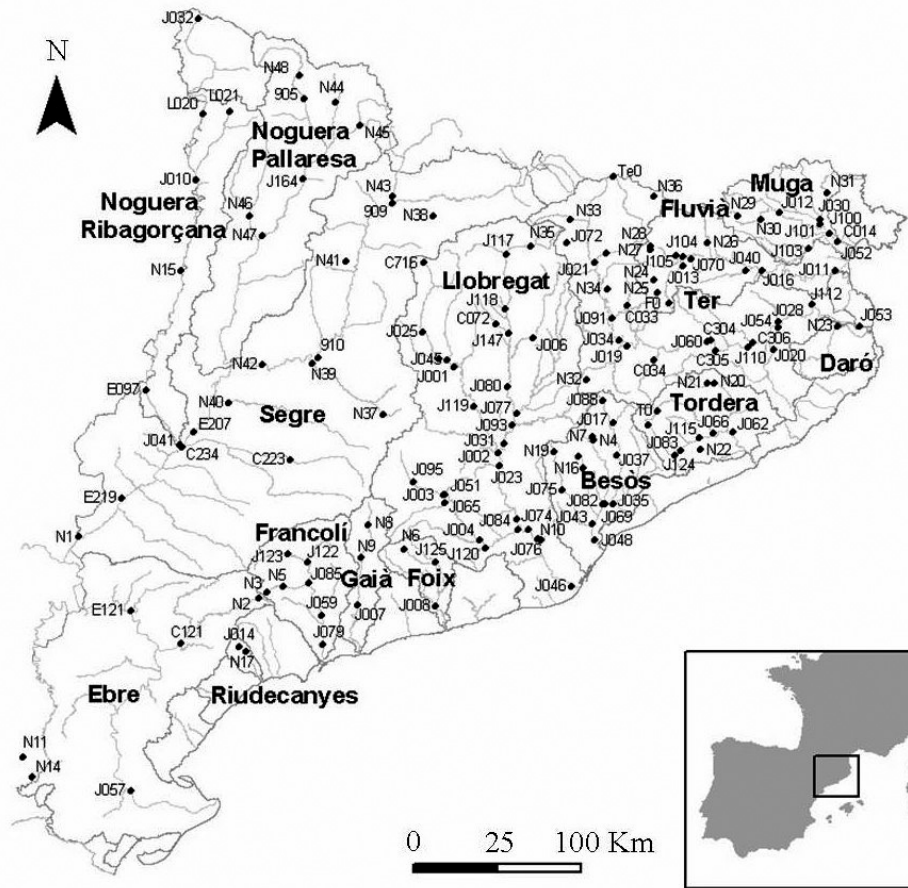 J032
N
N48
905
N44
L020
L021
N45
Noguera
Pallaresa
J010
J164
Te0
N43
909
N36
Muga
N31
Noguera
Ribagorçana
N46
N38
N33
Fluvià
N29
J012
J030
J100
N47
J117
N35
J072
N28
J104
N26
N30
J101
C014
N27
J103
J052
N15
N41
C716
Llobregat
J021
J105
J070
J040
J011
N24
J013
J016
N34
N25
Ter
J118
F0
J112
C072
J091
C033
J028
J025
J054
N23
J053
J147
J006
J034
J060
C304
C306
910
J019
C305
J110
J020
N42
N39
J045
J001
C034
Daró
E097
J080
N32
N21
N20
N40
J119
J077
J088
T0
Tordera
Segre
N37
J093
J017
J115
J066
J062
E207
J041
J031
N7
N4
J083
C234
C223
J002
N19
N22
J023
N16
J037
J124
J095
Besòs
J003
J051
J075
E219
J065
J082
J035
N1
Francolí
N8
J084
J074
J043
J069
J004
N10
N6
J048
J123
J122
N9
J125
J120
J076
N3
N5
J085
Gaià
Foix
J046
N2
E121
J059
J007
J008
C121
J014
J079
N17
Ebre
Riudecanyes
N11
N14
J057
0 25 100 Km